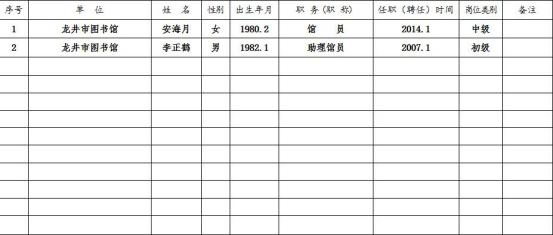 序号 单 位 姓 名 性别 出生年月 职 务(职 称) 任职（聘任）时间 岗位类别 备注
1 龙井市图书馆 安海月 女 1980.2 馆 员 2014.1 中级
2 龙井市图书馆 李正鹤 男 1982.1 助理馆员 2007.1 初级